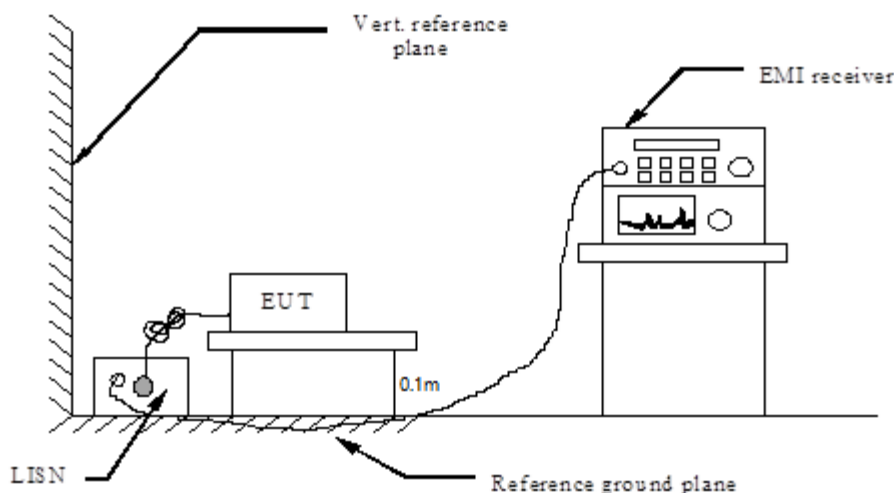 Vert. reference
plane
EMI receiver
EUT
0.1m
LISN
Reference ground plane